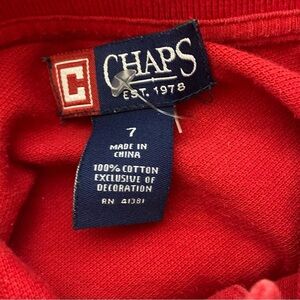 C CHAPS
EST. 1978
7
MADE IN
CHINA
100% COTTON
EXCLUSIVE OF
DECORATION
RN 41381